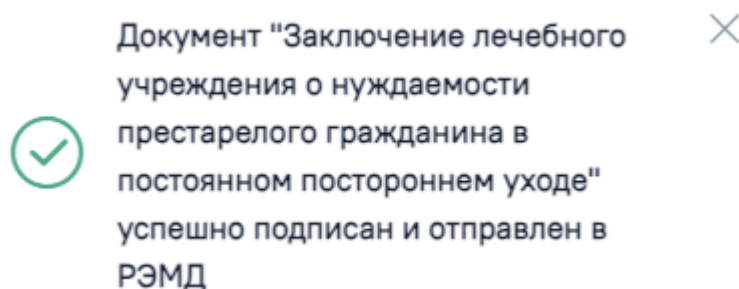 Документ "Заключение лечебного
учреждения о нуждаемости
престарелого гражданина в
постоянном постороннем уходе"
успешно подписан и отправлен в
РЭМД